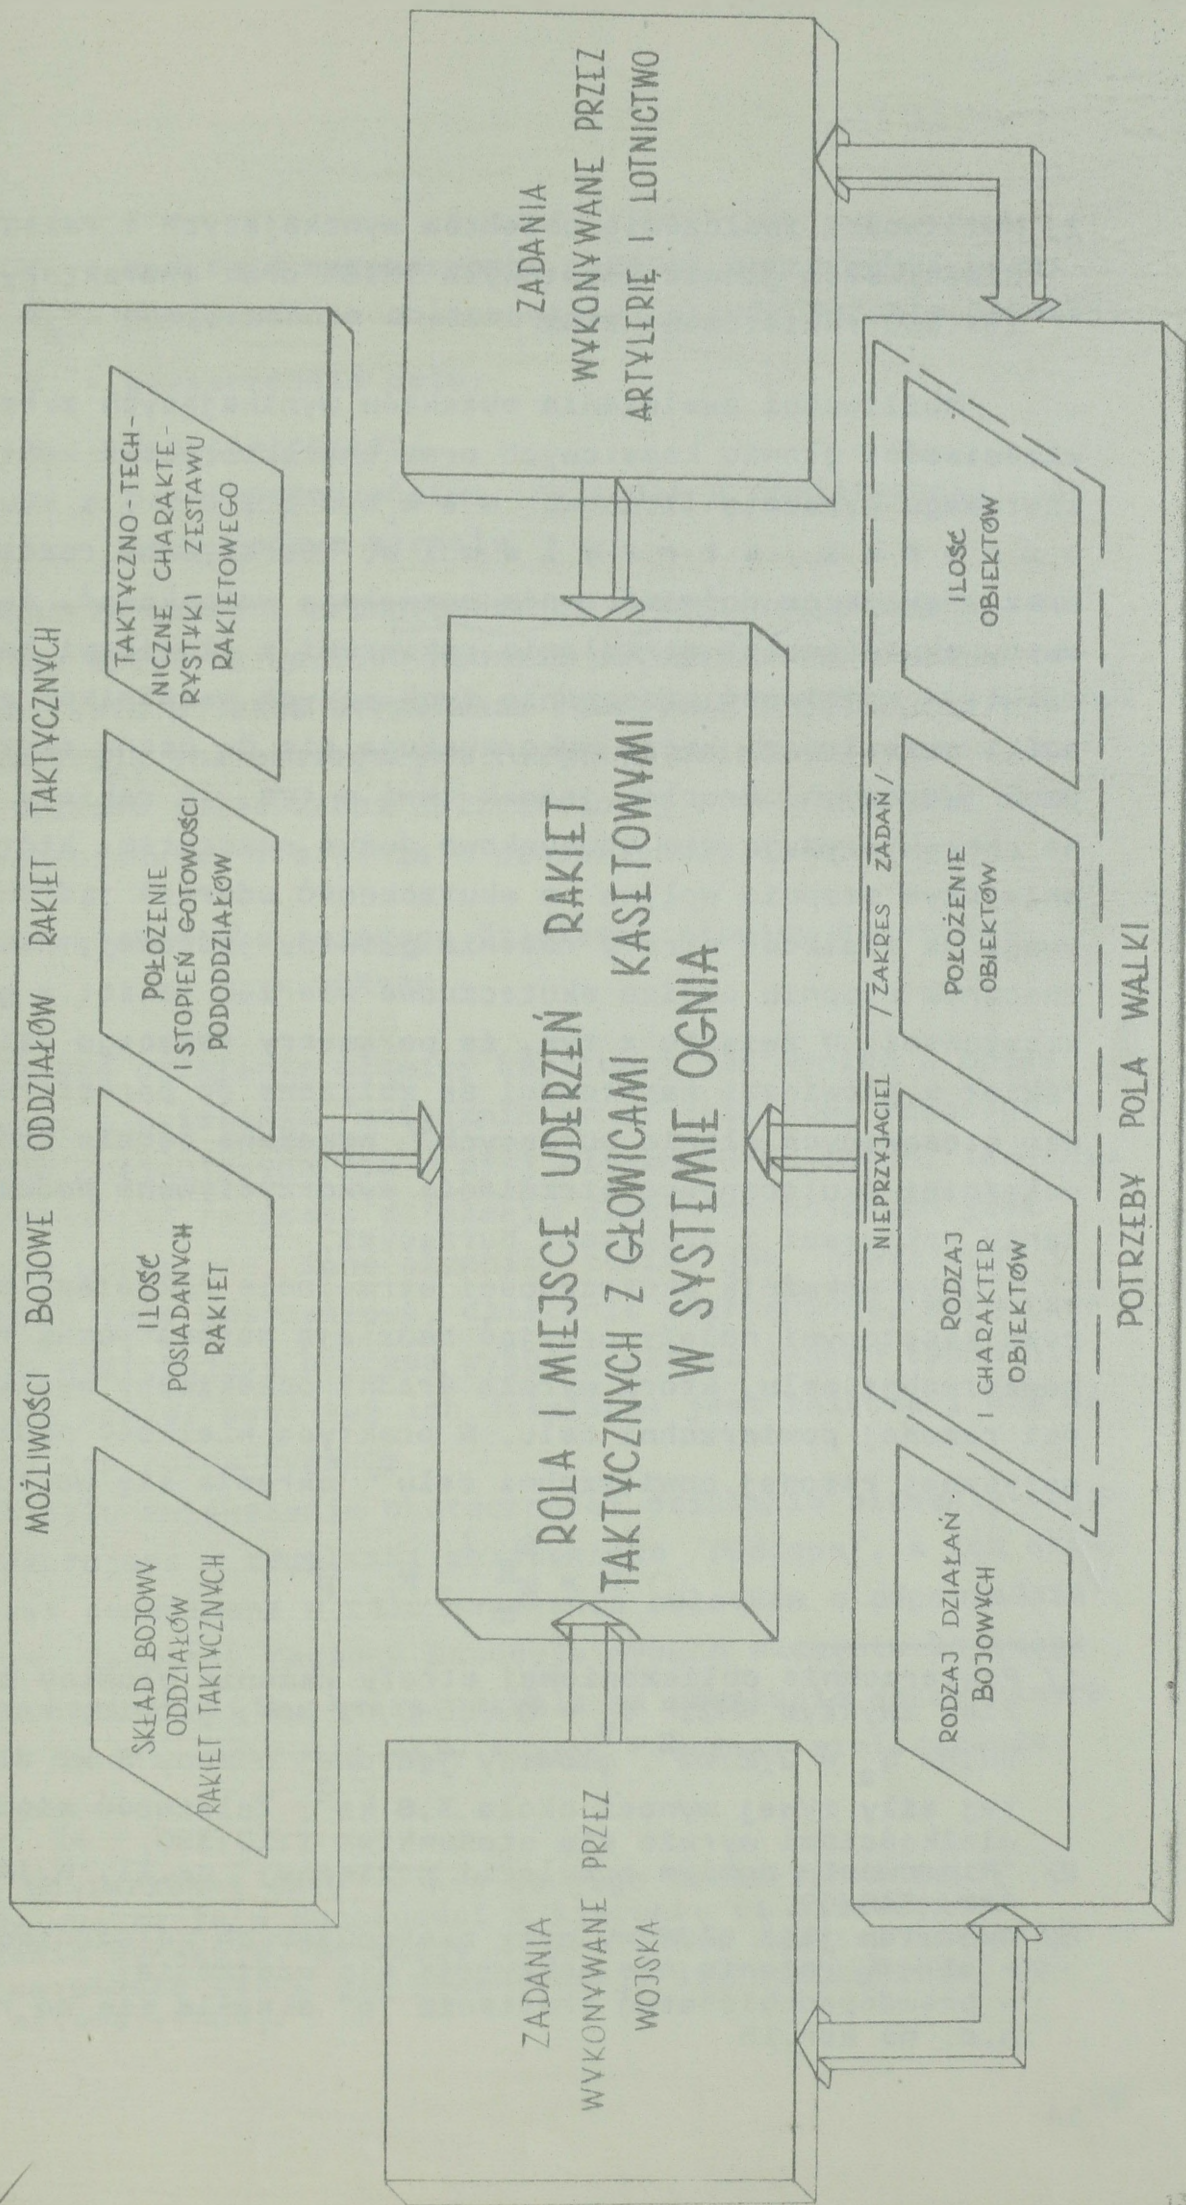 MOŻLIWOŚCI BOJOWE ODDZIAŁÓW RAKIET TAKTYCZNYCH
SKŁAD BOJOWY
ODDZIAŁÓW
RAKIET TAKTYCZNYCH
ILOŚĆ
POSIADANYCH
RAKIET
POŁOŻENIE
I STOPIEŃ GOTOWOŚCI
PODODDZIAŁÓW
TAKTYCZNO-TECH-
NICZNE CHARAKTE-
RYSTYKI ZESTAWU
RAKIETOWEGO
ZADANIA
WYKONYWANE PRZEZ
WOJSKA
ROLA I MIEJSCE UDERZEŃ RAKIET
TAKTYCZNYCH Z GŁOWICAMI KASETOWYMI
W SYSTEMIE OGNIA
ZADANIA
WYKONYWANE PRZEZ
ARTYLERIĘ I LOTNICTWO
NIEPRZYJACIEL /ZAKRES ZADAŃ/
RODZAJ DZIAŁAŃ
BOJOWYCH
RODZAJ
I CHARAKTER
OBIEKTÓW
POŁOŻENIE
OBIEKTÓW
ILOŚĆ
OBIEKTÓW
POTRZEBY POLA WALKI